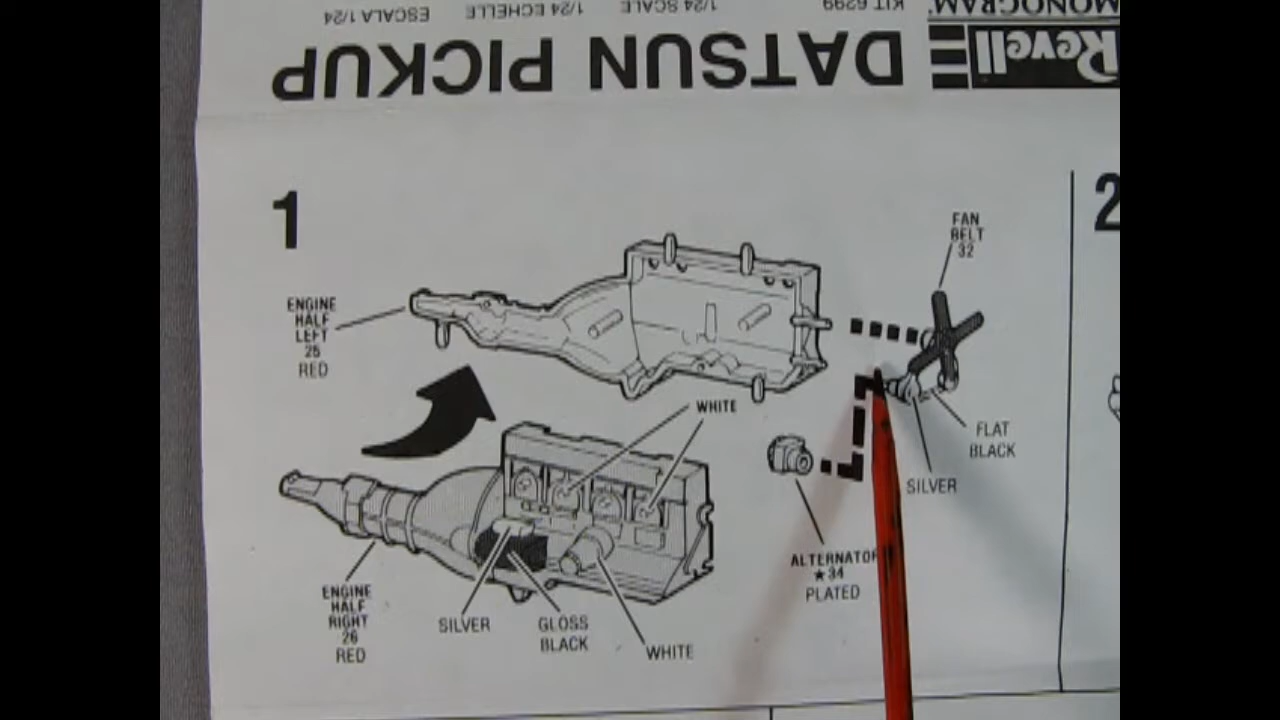 Revell
MONOGRAM
DATSUN PICKUP
KIT 6299
1/24 SCALE
1/24 ECHELLE
ESCALA 1/24
1
2
FAN
BELT
32
ENGINE
HALF
LEFT
25
RED
WHITE
FLAT
BLACK
SILVER
ALTERNATOR
★34
PLATED
ENGINE
HALF
RIGHT
26
RED
SILVER
GLOSS
BLACK
WHITE